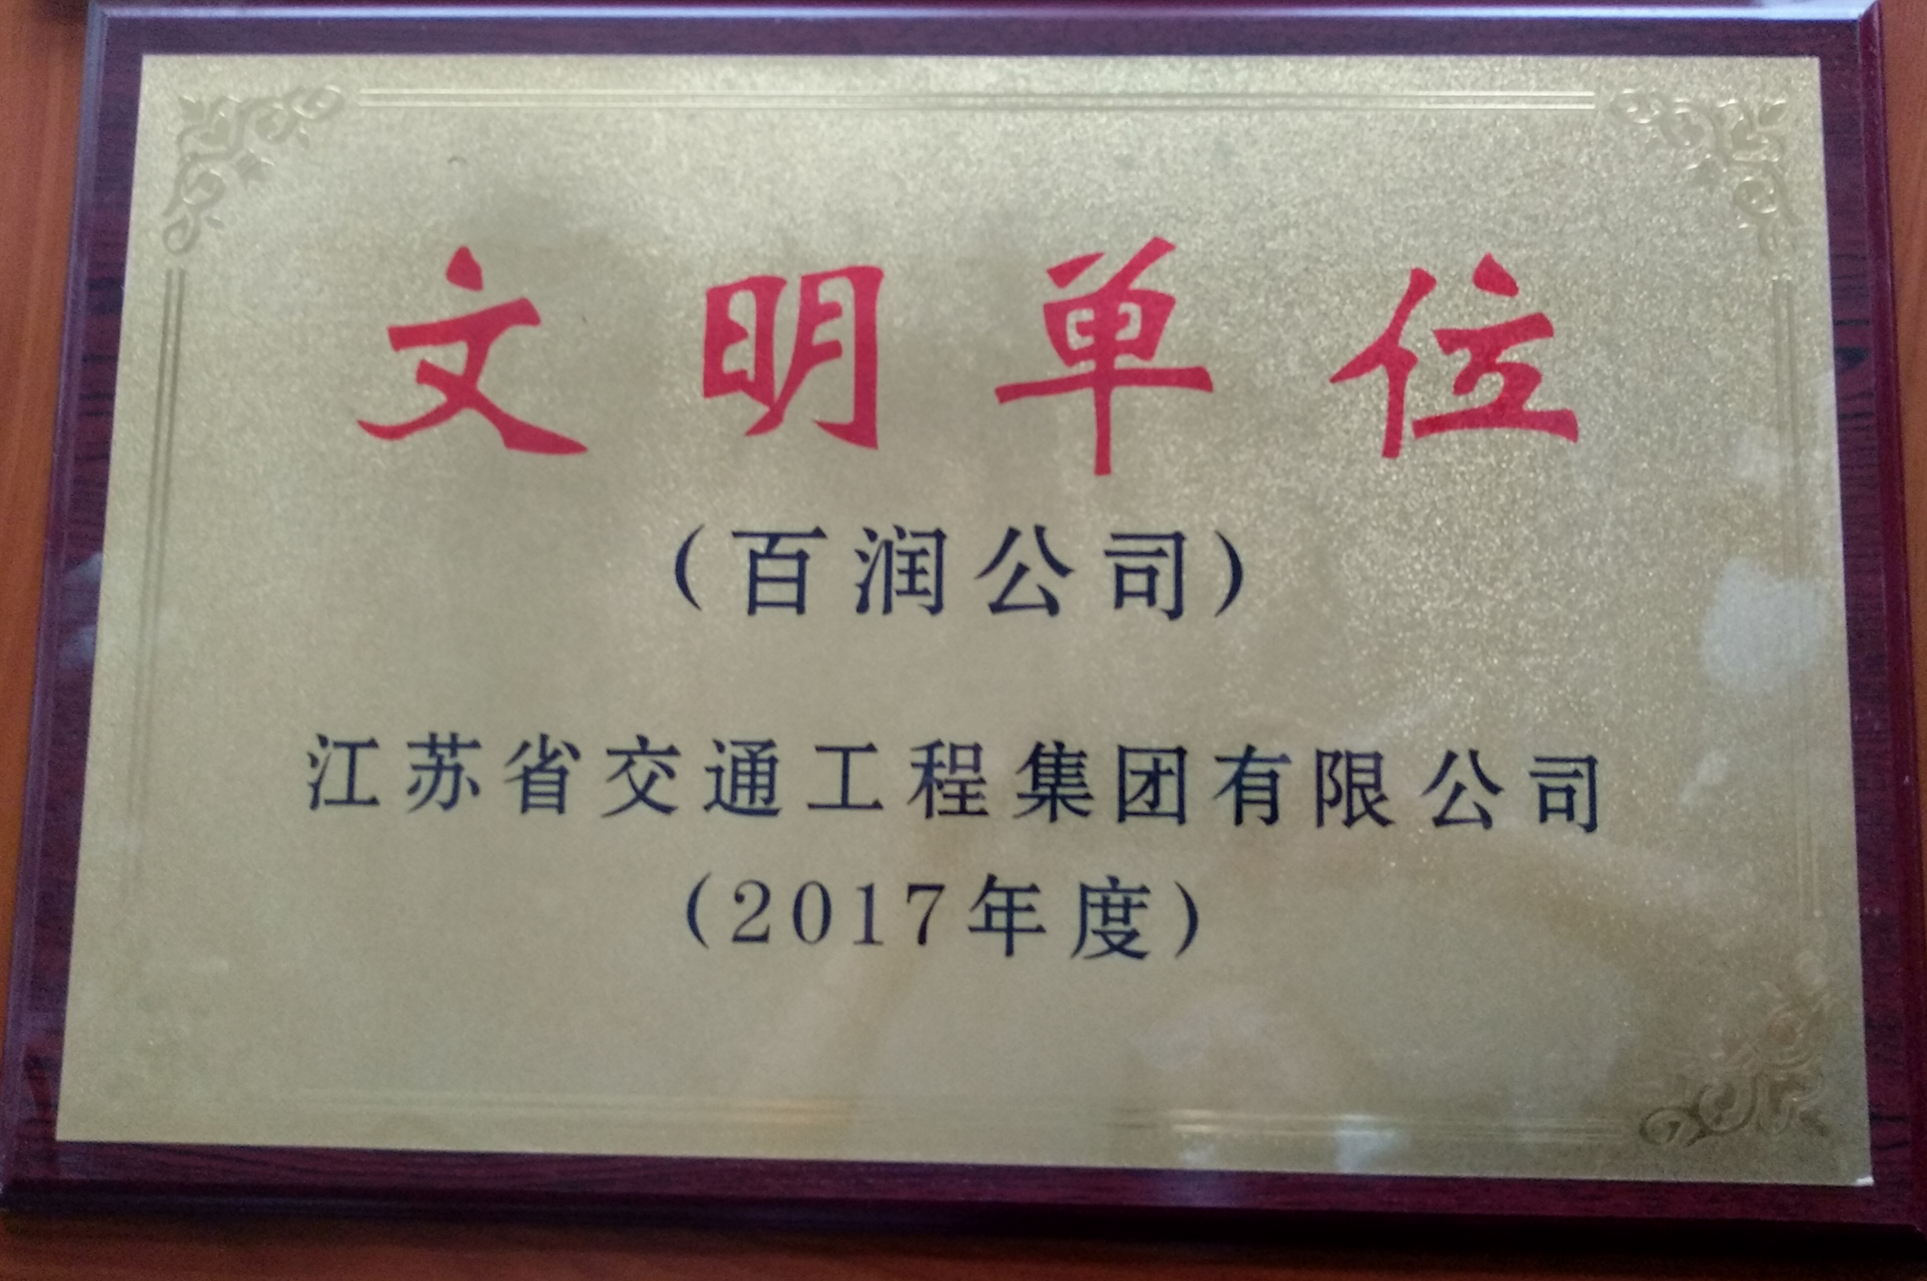 文明单位
(百润公司)
江苏省交通工程集团有限公司
(2017年度)